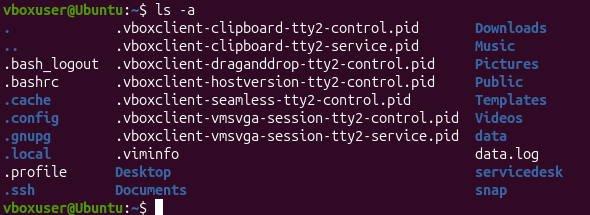 vboxuser@Ubuntu:~$ ls -a
. .vboxclient-clipboard-tty2-control.pid Downloads
.. .vboxclient-clipboard-tty2-service.pid Music
.bash_logout .vboxclient-draganddrop-tty2-control.pid Pictures
.bashrc .vboxclient-hostversion-tty2-control.pid Public
.cache .vboxclient-seamless-tty2-control.pid Templates
.config .vboxclient-vmsvga-session-tty2-control.pid Videos
.gnupg .vboxclient-vmsvga-session-tty2-service.pid data
.local .viminfo data.log
.profile Desktop servicedesk
.ssh Documents snap
vboxuser@Ubuntu:~$